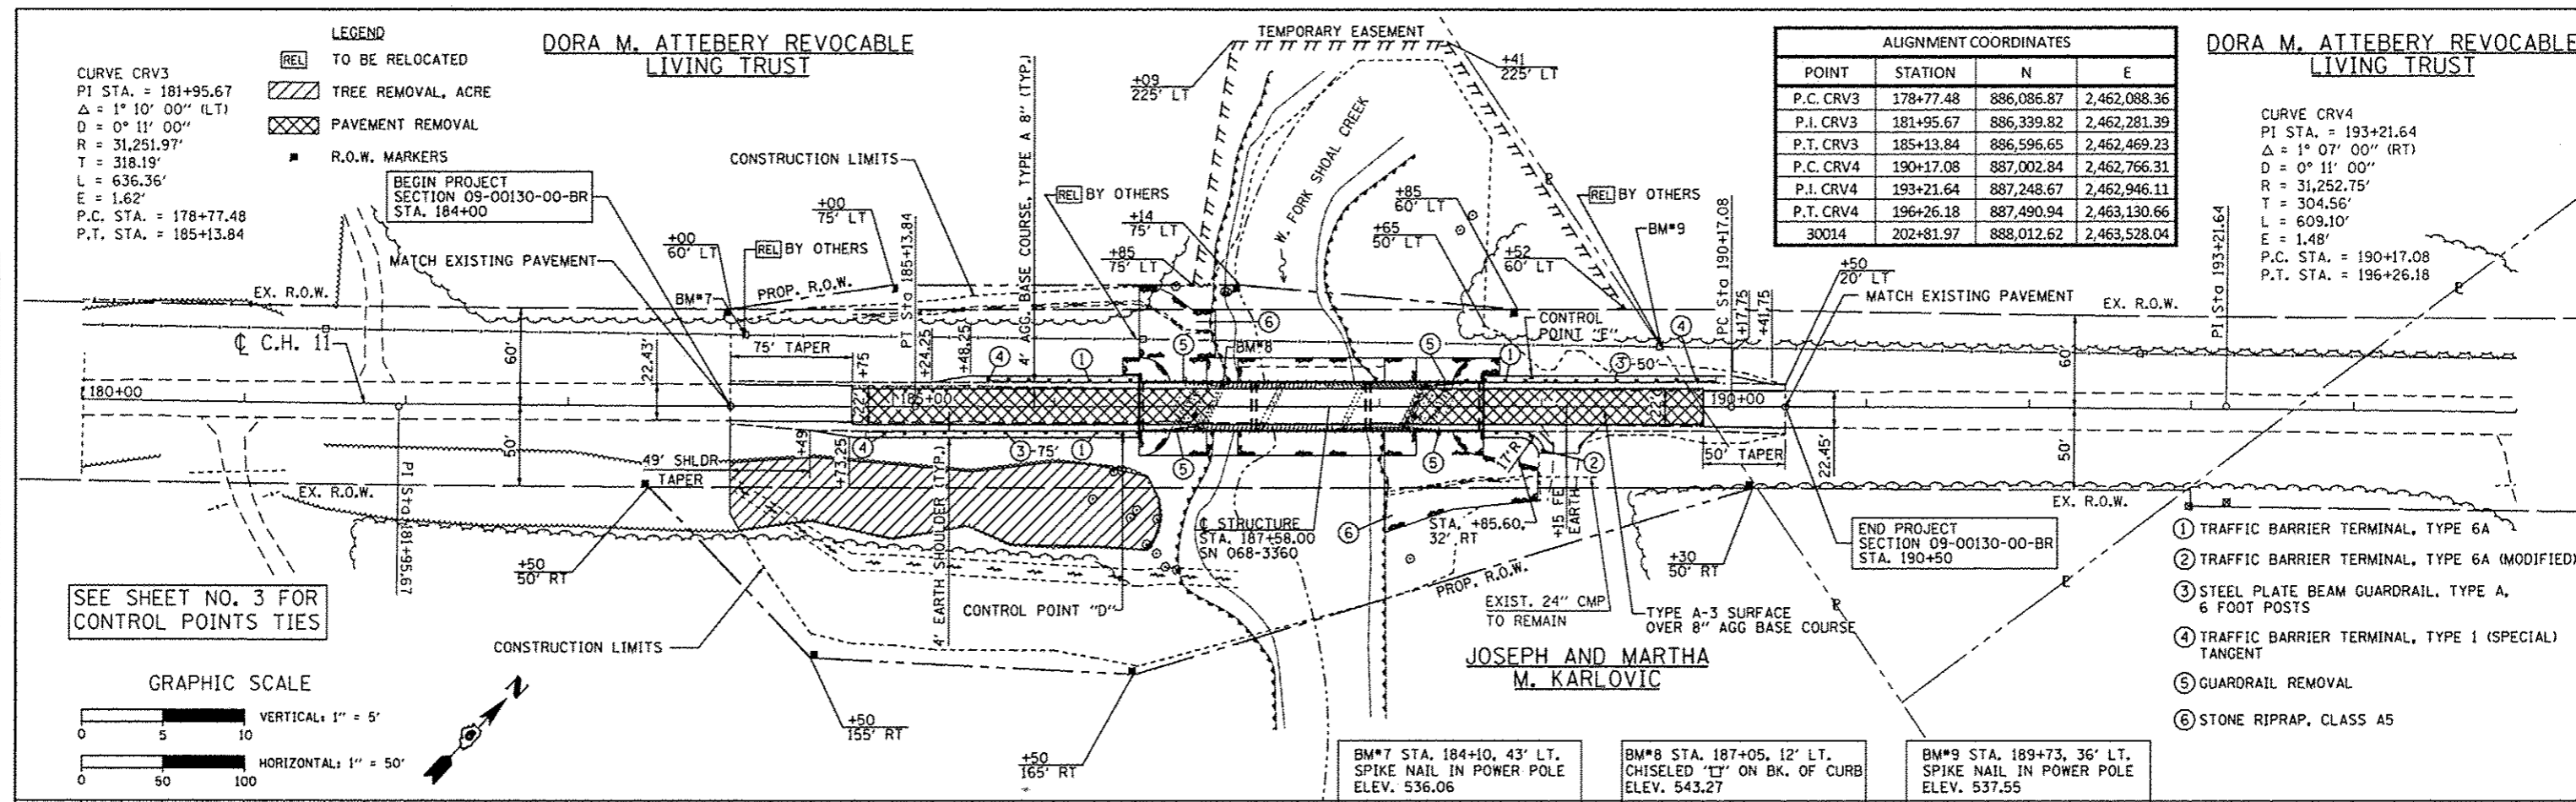 LEGEND
REL TO BE RELOCATED
TREE REMOVAL, ACRE
PAVEMENT REMOVAL
R.O.W. MARKERS
CURVE CRV3
PI STA. = 181+95.67
Δ = 1° 10' 00" (LT)
D = 0° 11' 00"
R = 31,251.97'
T = 318.19'
L = 636.36'
E = 1.62'
P.C. STA. = 178+77.48
P.T. STA. = 185+13.84
DORA M. ATTEBERY REVOCABLE
LIVING TRUST
BEGIN PROJECT
SECTION 09-00130-00-BR
STA. 184+00
MATCH EXISTING PAVEMENT
CONSTRUCTION LIMITS
+00
60' LT
REL BY OTHERS
+00
75' LT
PT Sta 185+13.84
4' AGG. BASE COURSE, TYPE A 8" (TYP.)
REL BY OTHERS
+85
75' LT
+14
75' LT
+09
225' LT
TEMPORARY EASEMENT
+41
225' LT
W. FORK SHOAL CREEK
+85
60' LT
+65
50' LT
+52
60' LT
REL BY OTHERS
BM#9
ALIGNMENT COORDINATES
POINT STATION N E
P.C. CRV3 178+77.48 886,086.87 2,462,088.36
P.I. CRV3 181+95.67 886,339.82 2,462,281.39
P.T. CRV3 185+13.84 886,596.65 2,462,469.23
P.C. CRV4 190+17.08 887,002.84 2,462,766.31
P.I. CRV4 193+21.64 887,248.67 2,462,946.11
P.T. CRV4 196+26.18 887,490.94 2,463,130.66
30014 202+81.97 888,012.62 2,463,528.04
DORA M. ATTEBERY REVOCABLE
LIVING TRUST
CURVE CRV4
PI STA. = 193+21.64
Δ = 1° 07' 00" (RT)
D = 0° 11' 00"
R = 31,252.75'
T = 304.56'
L = 609.10'
E = 1.48'
P.C. STA. = 190+17.08
P.T. STA. = 196+26.18
PC Sta 190+17.08
+17.75
+41.75
+50
20' LT
MATCH EXISTING PAVEMENT
PI Sta 193+21.64
EX. R.O.W.
BM#7
PROP. R.O.W.
EX. R.O.W.
℄ C.H. 11
60'
22.43'
75' TAPER
+75
+24.25
+48.25
4
1
5
6
BM#8
5
CONTROL
POINT "E"
1
3-50'
4
60'
180+00
22'
185+00
22'
190+00
50'
49' SHLDR
TAPER
+49
+73.25
4
3-75'
1
5
5
17'R
2
50' TAPER
22.45'
50'
PI Sta 181+95.67
EX. R.O.W.
EX. R.O.W.
+50
50' RT
4' EARTH SHOULDER (TYP.)
CONTROL POINT "D"
℄ STRUCTURE
STA. 187+58.00
SN 068-3360
6
STA. +85.60,
32' RT
+15 FE
EARTH
EXIST. 24" CMP
TO REMAIN
TYPE A-3 SURFACE
OVER 8" AGG BASE COURSE
PROP. R.O.W.
+30
50' RT
END PROJECT
SECTION 09-00130-00-BR
STA. 190+50
SEE SHEET NO. 3 FOR
CONTROL POINTS TIES
CONSTRUCTION LIMITS
+50
155' RT
+50
165' RT
JOSEPH AND MARTHA
M. KARLOVIC
1 TRAFFIC BARRIER TERMINAL, TYPE 6A
2 TRAFFIC BARRIER TERMINAL, TYPE 6A (MODIFIED)
3 STEEL PLATE BEAM GUARDRAIL, TYPE A,
6 FOOT POSTS
4 TRAFFIC BARRIER TERMINAL, TYPE 1 (SPECIAL)
TANGENT
5 GUARDRAIL REMOVAL
6 STONE RIPRAP, CLASS A5
GRAPHIC SCALE
VERTICAL: 1" = 5'
0 5 10
HORIZONTAL: 1" = 50'
0 50 100
N
BM#7 STA. 184+10, 43' LT.
SPIKE NAIL IN POWER POLE
ELEV. 536.06
BM#8 STA. 187+05, 12' LT.
CHISELED "□" ON BK. OF CURB
ELEV. 543.27
BM#9 STA. 189+73, 36' LT.
SPIKE NAIL IN POWER POLE
ELEV. 537.55